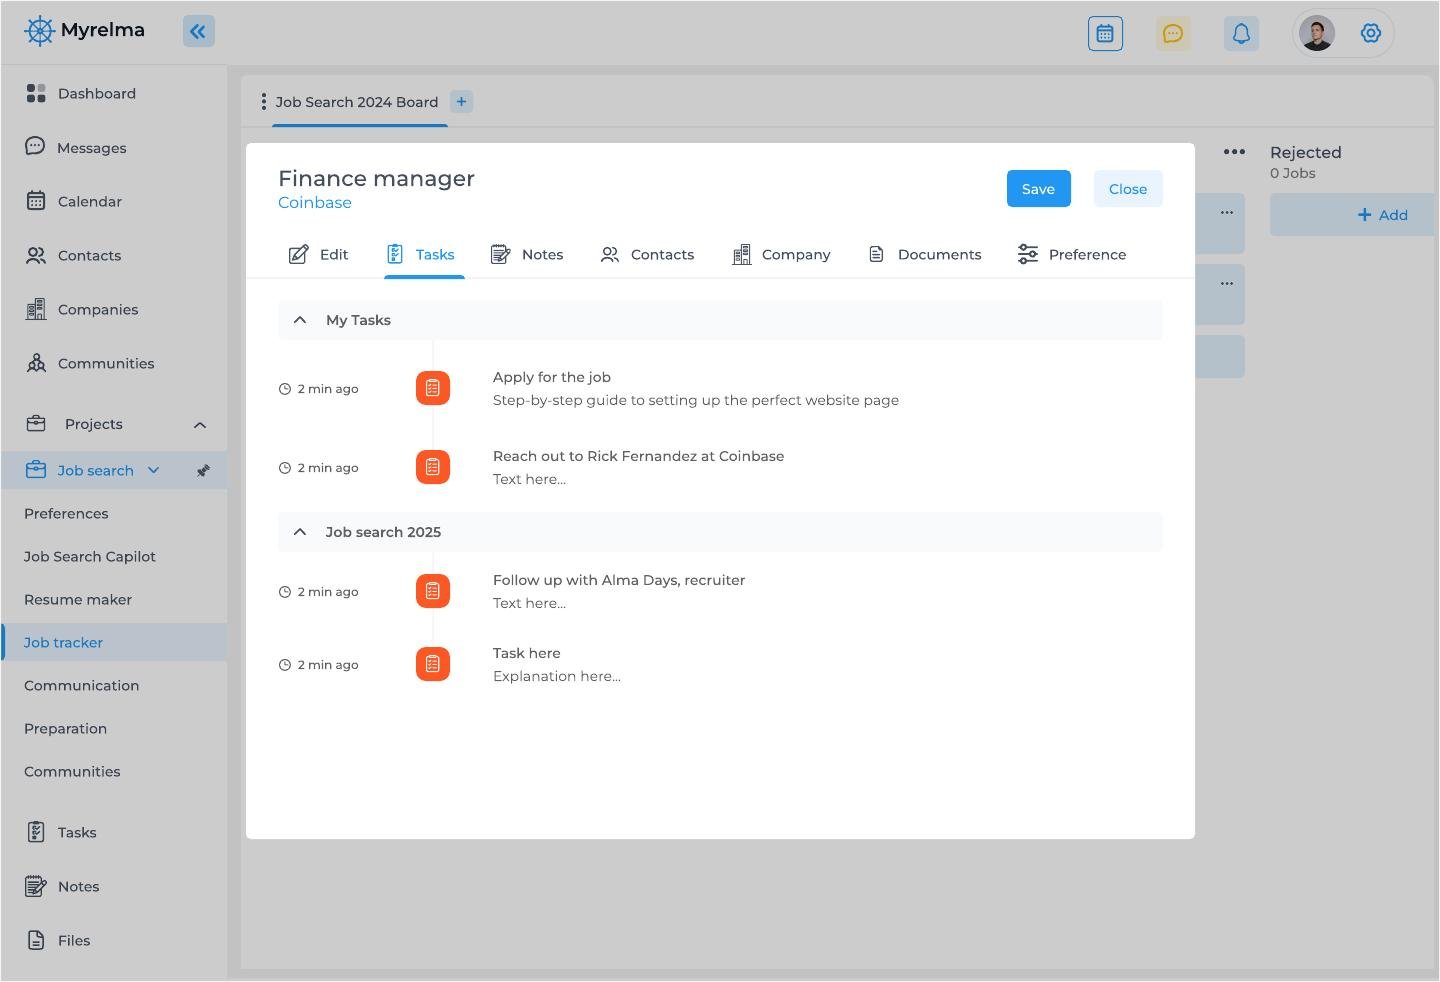 Myrelma
Dashboard
Messages
Calendar
Contacts
Companies
Communities
Projects
Job search
Preferences
Job Search Capilot
Resume maker
Job tracker
Communication
Preparation
Communities
Tasks
Notes
Files
Job Search 2024 Board +
Finance manager
Coinbase
Save
Close
Edit
Tasks
Notes
Contacts
Company
Documents
Preference
My Tasks
2 min ago
Apply for the job
Step-by-step guide to setting up the perfect website page
2 min ago
Reach out to Rick Fernandez at Coinbase
Text here...
Job search 2025
2 min ago
Follow up with Alma Days, recruiter
Text here...
2 min ago
Task here
Explanation here...
Rejected
0 Jobs
+ Add